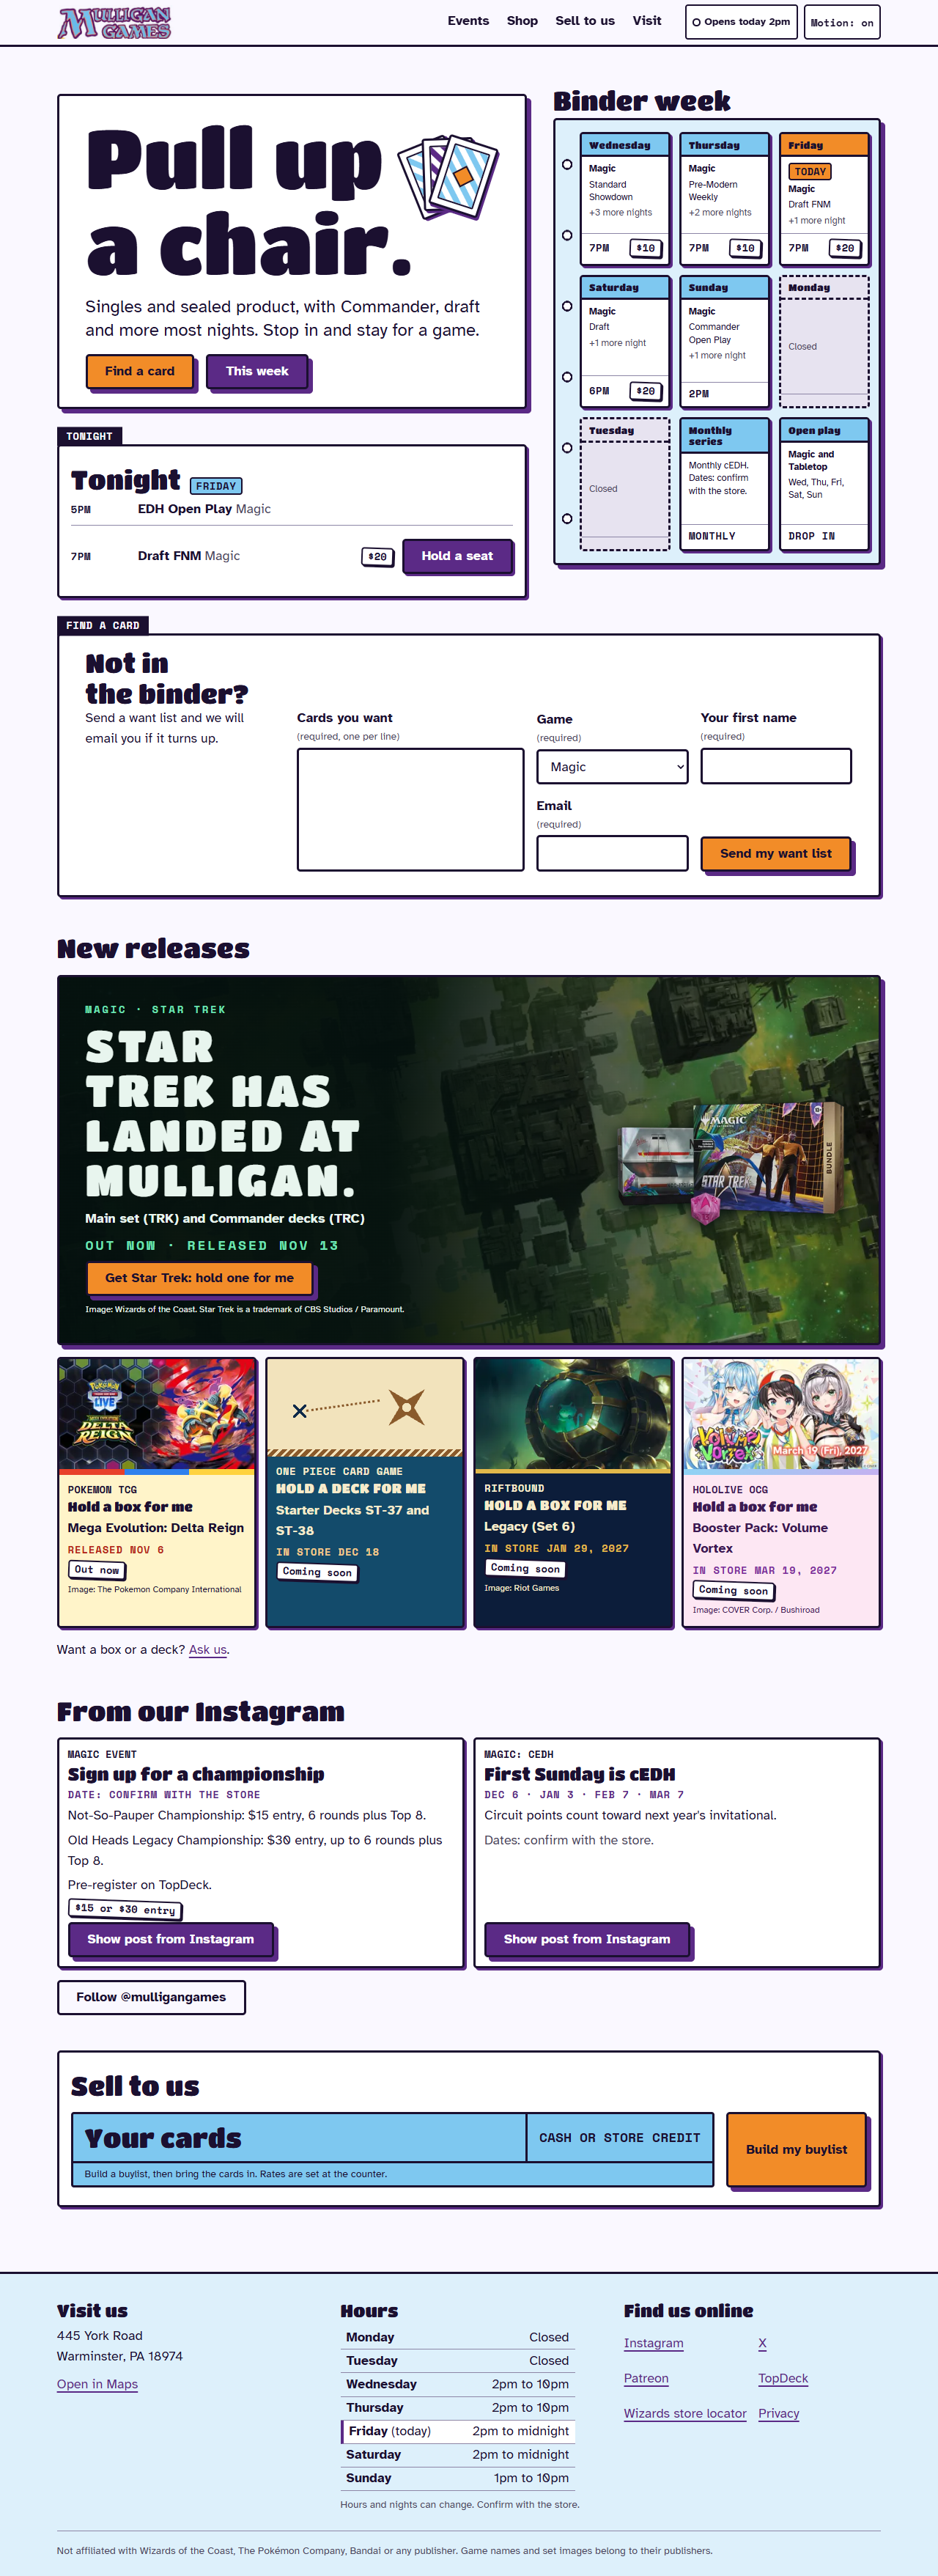 MULLIGAN GAMES
Events
Shop
Sell to us
Visit
Opens today 2pm
Motion: on
Pull up
a chair.
Singles and sealed product, with Commander, draft
and more most nights. Stop in and stay for a game.
Find a card
This week
Binder week
Wednesday
Magic
Standard
Showdown
+3 more nights
7PM
$10
Thursday
Magic
Pre-Modern
Weekly
+2 more nights
7PM
$10
Friday
TODAY
Magic
Draft FNM
+1 more night
7PM
$20
Saturday
Magic
Draft
+1 more night
6PM
$20
Sunday
Magic
Commander
Open Play
+1 more night
2PM
Monday
Closed
Tuesday
Closed
Monthly
series
Monthly cEDH.
Dates: confirm
with the store.
MONTHLY
Open play
Magic and
Tabletop
Wed, Thu, Fri,
Sat, Sun
DROP IN
TONIGHT
Tonight FRIDAY
5PM EDH Open Play Magic
7PM Draft FNM Magic $20 Hold a seat
FIND A CARD
Not in
the binder?
Send a want list and we will
email you if it turns up.
Cards you want
(required, one per line)
Game
(required)
Magic
Your first name
(required)
Email
(required)
Send my want list
New releases
MAGIC · STAR TREK
STAR
TREK HAS
LANDED AT
MULLIGAN.
Main set (TRK) and Commander decks (TRC)
OUT NOW · RELEASED NOV 13
Get Star Trek: hold one for me
Image: Wizards of the Coast. Star Trek is a trademark of CBS Studios / Paramount.
MAGIC
STAR TREK
BUNDLE
Pokémon
LIVE
DELTA
REIGN
POKEMON TCG
Hold a box for me
Mega Evolution: Delta Reign
RELEASED NOV 6
Out now
Image: The Pokemon Company International
ONE PIECE CARD GAME
HOLD A DECK FOR ME
Starter Decks ST-37 and
ST-38
IN STORE DEC 18
Coming soon
RIFTBOUND
HOLD A BOX FOR ME
Legacy (Set 6)
IN STORE JAN 29, 2027
Coming soon
Image: Riot Games
Volume
Vortex
March 19 (Fri), 2027
HOLOLIVE OCG
Hold a box for me
Booster Pack: Volume
Vortex
IN STORE MAR 19, 2027
Coming soon
Image: COVER Corp. / Bushiroad
Want a box or a deck? Ask us.
From our Instagram
MAGIC EVENT
Sign up for a championship
DATE: CONFIRM WITH THE STORE
Not-So-Pauper Championship: $15 entry, 6 rounds plus Top 8.
Old Heads Legacy Championship: $30 entry, up to 6 rounds plus
Top 8.
Pre-register on TopDeck.
$15 or $30 entry
Show post from Instagram
MAGIC: CEDH
First Sunday is cEDH
DEC 6 · JAN 3 · FEB 7 · MAR 7
Circuit points count toward next year's invitational.
Dates: confirm with the store.
Show post from Instagram
Follow @mulligangames
Sell to us
Your cards
CASH OR STORE CREDIT
Build a buylist, then bring the cards in. Rates are set at the counter.
Build my buylist
Visit us
445 York Road
Warminster, PA 18974
Open in Maps
Hours
Monday Closed
Tuesday Closed
Wednesday 2pm to 10pm
Thursday 2pm to 10pm
Friday (today) 2pm to midnight
Saturday 2pm to midnight
Sunday 1pm to 10pm
Hours and nights can change. Confirm with the store.
Find us online
Instagram
X
Patreon
TopDeck
Wizards store locator
Privacy
Not affiliated with Wizards of the Coast, The Pokémon Company, Bandai or any publisher. Game names and set images belong to their publishers.